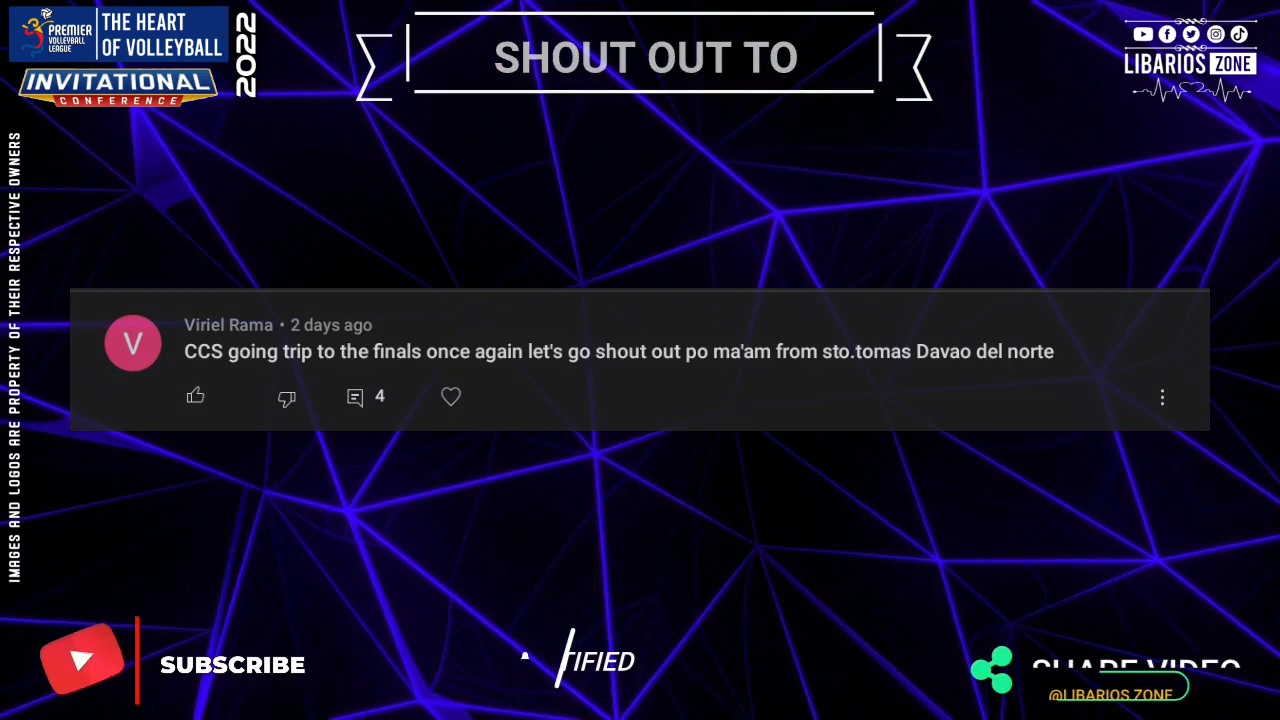 PREMIER
VOLLEYBALL
LEAGUE
THE HEART
OF VOLLEYBALL
INVITATIONAL
CONFERENCE
2022
SHOUT OUT TO
LIBARIOS ZONE
IMAGES AND LOGOS ARE PROPERTY OF THEIR RESPECTIVE OWNERS
V
Viriel Rama • 2 days ago
CCS going trip to the finals once again let's go shout out po ma'am from sto.tomas Davao del norte
4
SUBSCRIBE
TIFIED
SHARE VIDEO
@LIBARIOS ZONE